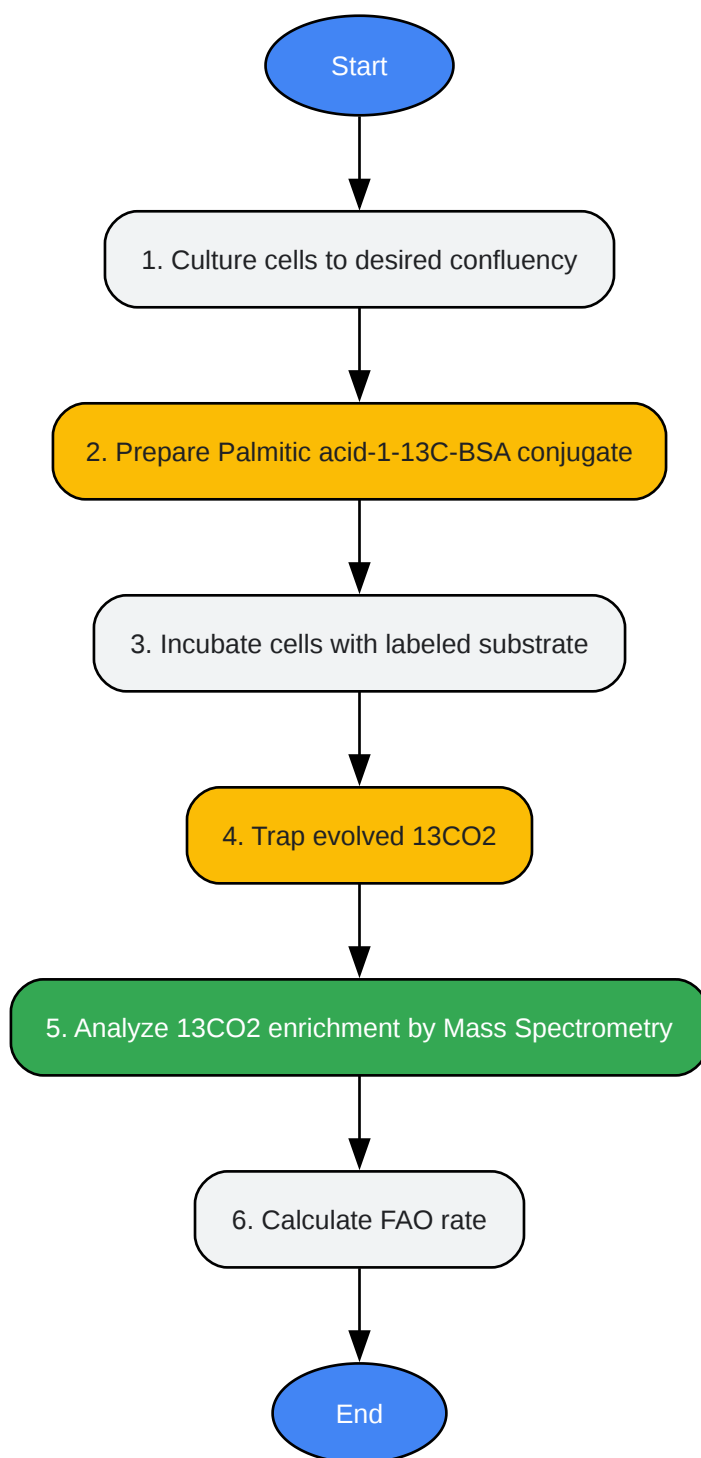 Start
1. Culture cells to desired confluency
2. Prepare Palmitic acid-1-13C-BSA conjugate
3. Incubate cells with labeled substrate
4. Trap evolved 13CO2
5. Analyze 13CO2 enrichment by Mass Spectrometry
6. Calculate FAO rate
End